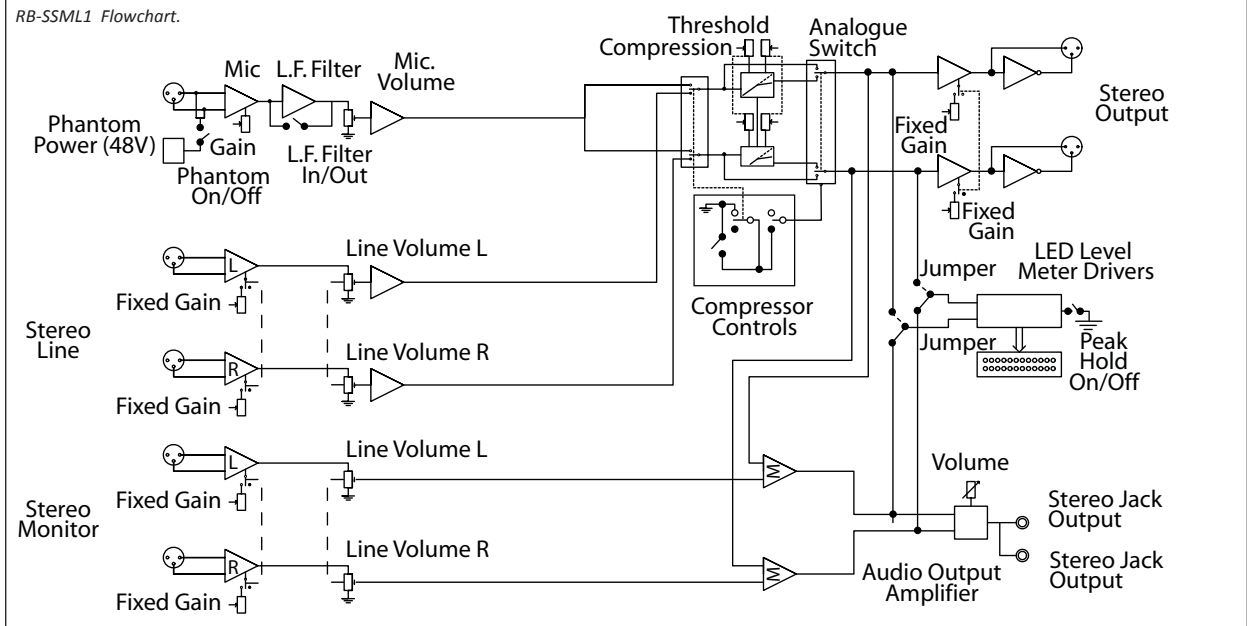 RB-SSML1 Flowchart.
Threshold
Compression
Analogue
Switch
Mic
L.F. Filter
Mic.
Volume
Phantom
Power (48V)
Gain
Phantom
On/Off
L.F. Filter
In/Out
Fixed
Gain
Stereo
Output
Fixed
Gain
Stereo
Line
L
Line Volume L
Fixed Gain
R
Line Volume R
Fixed Gain
Compressor
Controls
Jumper
Jumper
LED Level
Meter Drivers
Peak
Hold
On/Off
Stereo
Monitor
L
Line Volume L
Fixed Gain
R
Line Volume R
Fixed Gain
M
M
Volume
Audio Output
Amplifier
Stereo Jack
Output
Stereo Jack
Output